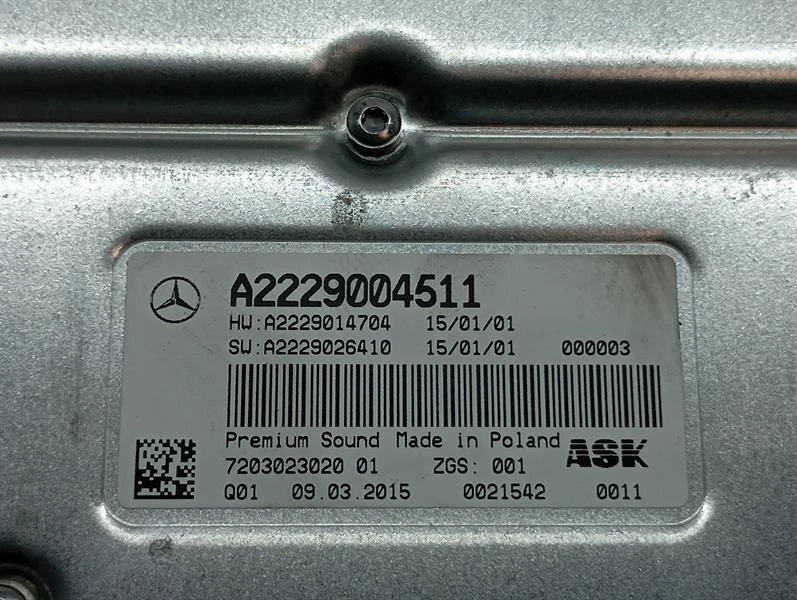 A2229004511
HW:A2229014704 15/01/01
SW:A2229026410 15/01/01 000003
Premium Sound Made in Poland
7203023020 01 ZGS: 001 ASK
Q01 09.03.2015 0021542 0011